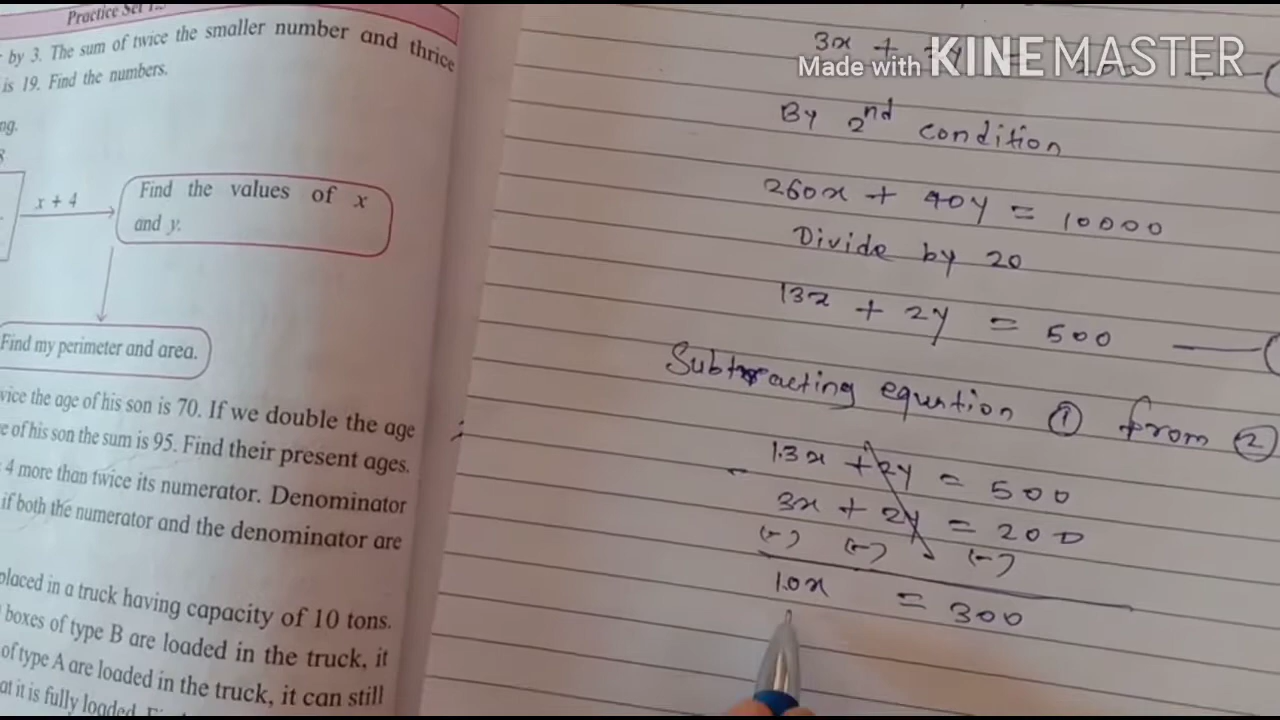 Practice Set
by 3. The sum of twice the smaller number and thrice
is 19. Find the numbers.
ng.
x + 4
Find the values of x
and y.
Find my perimeter and area.
vice the age of his son is 70. If we double the age
e of his son the sum is 95. Find their present ages.
4 more than twice its numerator. Denominator
if both the numerator and the denominator are
placed in a truck having capacity of 10 tons.
boxes of type B are loaded in the truck, it
of type A are loaded in the truck, it can still
at it is fully loaded.
Made with KINEMASTER
3x +
By 2nd condition
260x + 40y = 10000
Divide by 20
13x + 2y = 500
Subtracting equation ① from ②
13x + 2y = 500
- 3x + 2y = 200
(-) (-) (-)
10x = 300